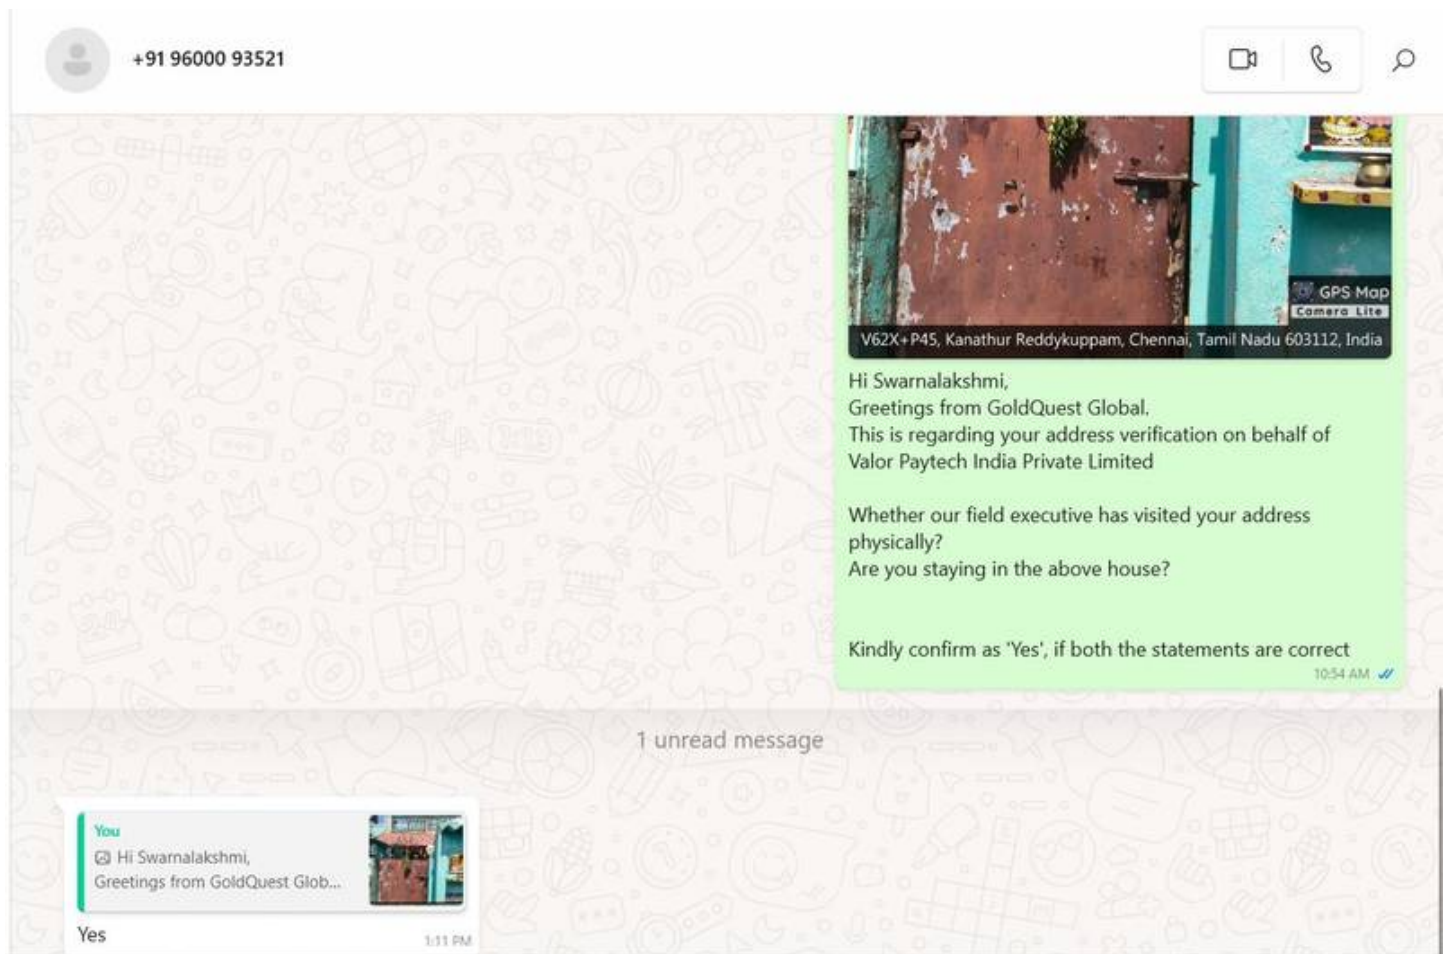 +91 96000 93521
GPS Map
Camera Lite
V62X+P45, Kanathur Reddykuppam, Chennai, Tamil Nadu 603112, India
Hi Swarnalakshmi,
Greetings from GoldQuest Global.
This is regarding your address verification on behalf of
Valor Paytech India Private Limited
Whether our field executive has visited your address
physically?
Are you staying in the above house?
Kindly confirm as 'Yes', if both the statements are correct
10:54 AM
1 unread message
You
Hi Swarnalakshmi,
Greetings from GoldQuest Glob...
Yes
1:11 PM